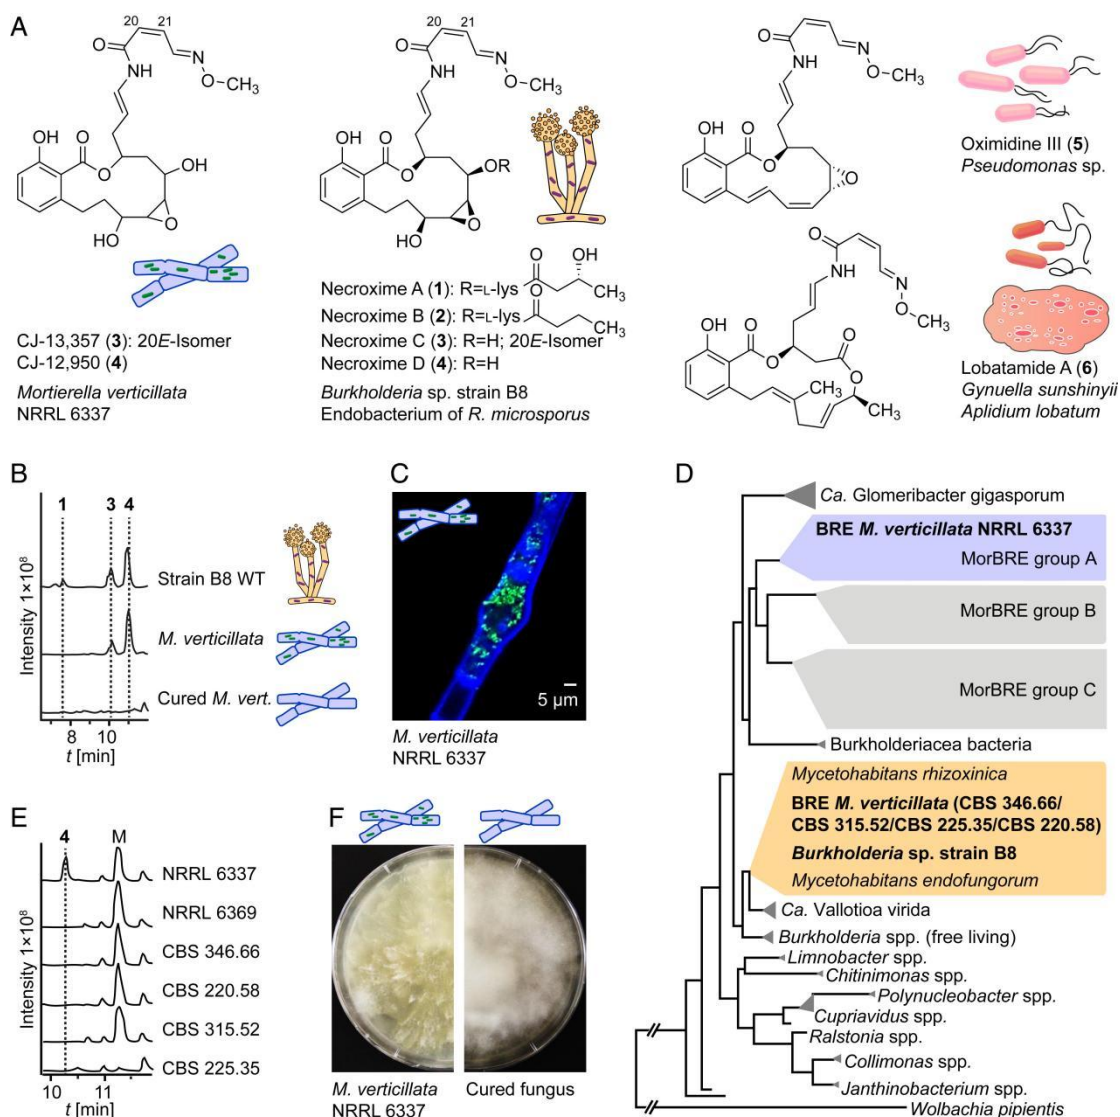 A
20
21
O
NH
N
O
CH₃
OH
O
O
OH
O
HO
CJ-13,357 (3): 20E-Isomer
CJ-12,950 (4)
Mortierella verticillata
NRRL 6337
20
21
O
NH
N
O
CH₃
OH
O
O
OR
O
HO
OH
O
CH₃
Necroxime A (1): R=L-lys
O
CH₃
Necroxime B (2): R=L-lys
Necroxime C (3): R=H; 20E-Isomer
Necroxime D (4): R=H
Burkholderia sp. strain B8
Endobacterium of R. microsporus
O
NH
N
O
CH₃
OH
O
O
O
Oximidine III (5)
Pseudomonas sp.
O
NH
N
O
CH₃
OH
O
O
O
O
CH₃
CH₃
Lobatamide A (6)
Gynuella sunshinyii
Aplidium lobatum
B
1
3
4
Intensity 1×10⁸
Strain B8 WT
M. verticillata
Cured M. vert.
8
10
t [min]
C
5 µm
M. verticillata
NRRL 6337
D
Ca. Glomeribacter gigasporum
BRE M. verticillata NRRL 6337
MorBRE group A
MorBRE group B
MorBRE group C
Burkholderiacea bacteria
Mycetohabitans rhizoxinica
BRE M. verticillata (CBS 346.66/
CBS 315.52/CBS 225.35/CBS 220.58)
Burkholderia sp. strain B8
Mycetohabitans endofungorum
Ca. Vallotioa virida
Burkholderia spp. (free living)
Limnobacter spp.
Chitinimonas spp.
Polynucleobacter spp.
Cupriavidus spp.
Ralstonia spp.
Collimonas spp.
Janthinobacterium spp.
Wolbachia pipientis
E
4
M
Intensity 1×10⁸
NRRL 6337
NRRL 6369
CBS 346.66
CBS 220.58
CBS 315.52
CBS 225.35
10
11
t [min]
F
M. verticillata
NRRL 6337
Cured fungus